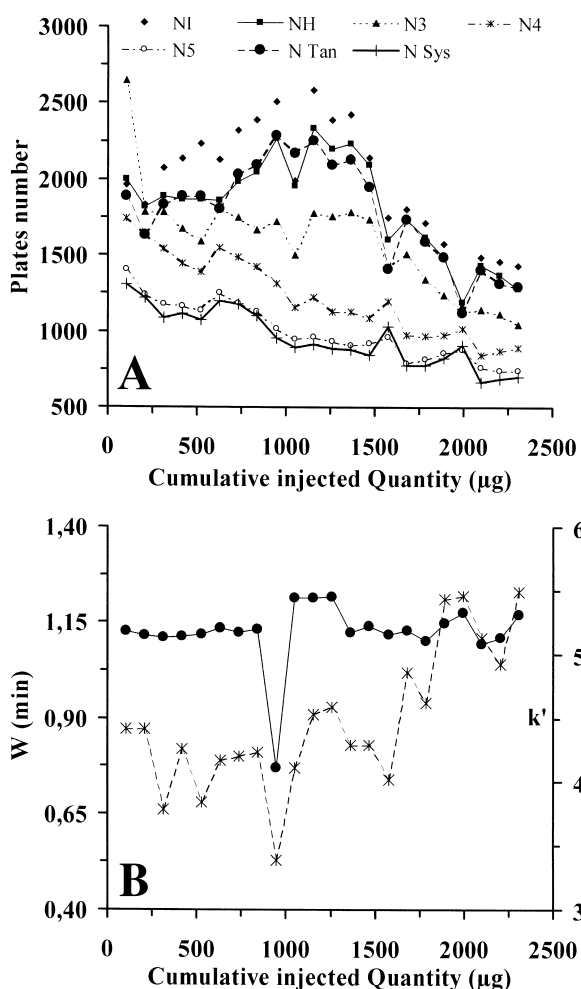 NI NH N3 N4
N5 N Tan N Sys
3000
2500
2000
1500
1000
500
Plates number
A
0 500 1000 1500 2000 2500
Cumulative injected Quantity (µg)
1,40
1,15
0,90
0,65
0,40
W (min)
6
5
4
3
k'
B
0 500 1000 1500 2000 2500
Cumulative injected Quantity (µg)